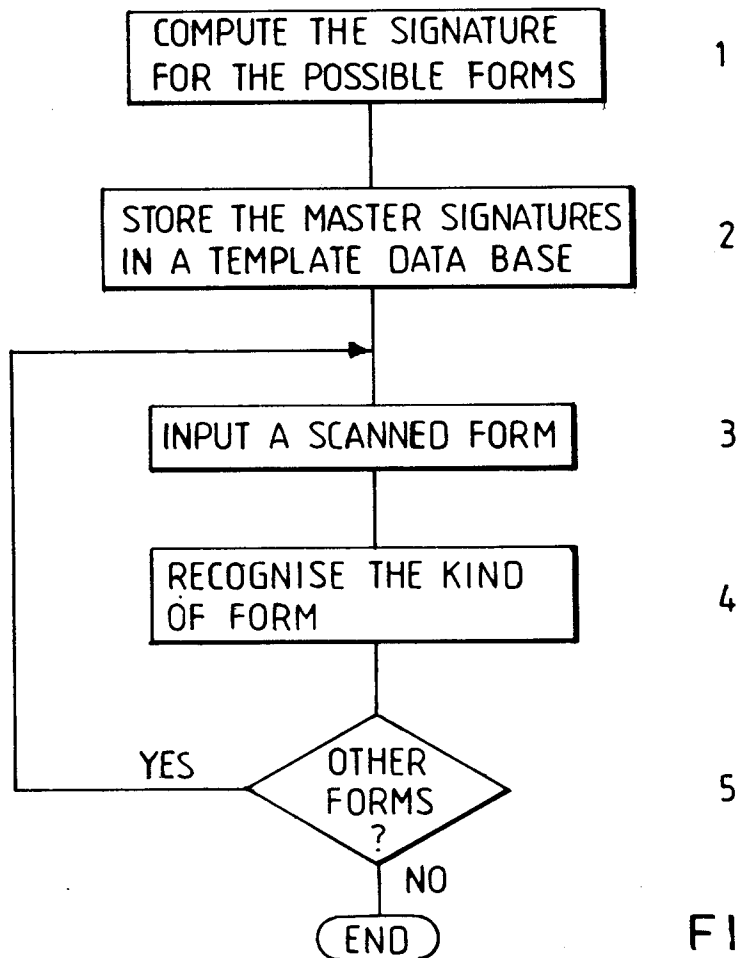 COMPUTE THE SIGNATURE
FOR THE POSSIBLE FORMS
1
STORE THE MASTER SIGNATURES
IN A TEMPLATE DATA BASE
2
INPUT A SCANNED FORM
3
RECOGNISE THE KIND
OF FORM
4
YES
OTHER
FORMS
?
5
NO
END
FI